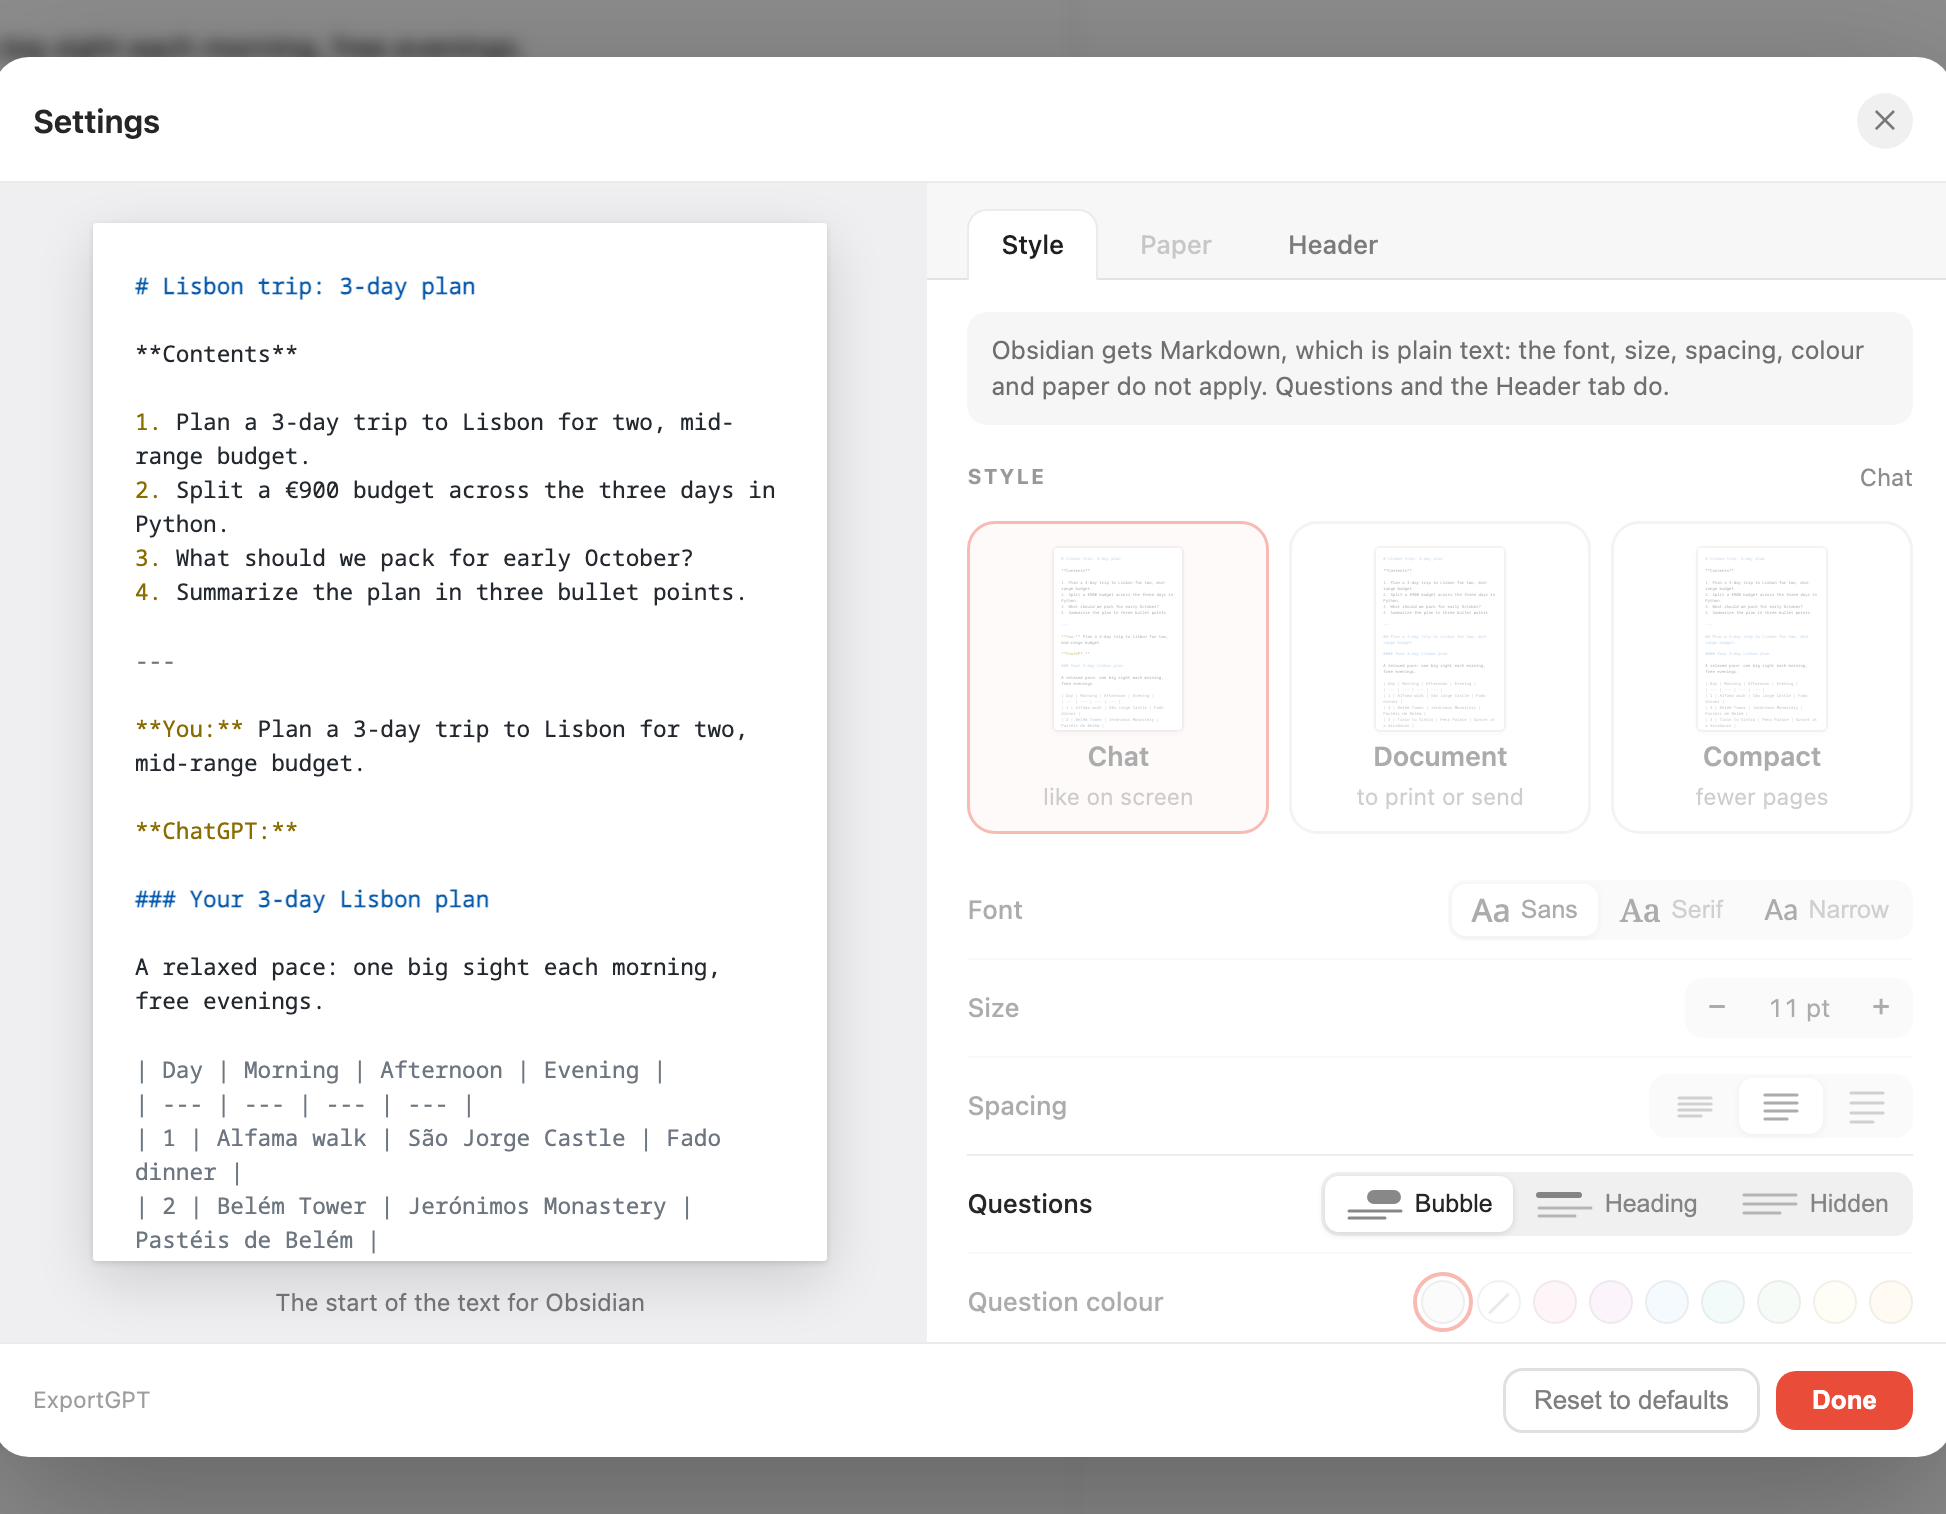 Settings
# Lisbon trip: 3-day plan
**Contents**
1. Plan a 3-day trip to Lisbon for two, mid-
range budget.
2. Split a €900 budget across the three days in
Python.
3. What should we pack for early October?
4. Summarize the plan in three bullet points.
---
**You:** Plan a 3-day trip to Lisbon for two,
mid-range budget.
**ChatGPT:**
### Your 3-day Lisbon plan
A relaxed pace: one big sight each morning,
free evenings.
| Day | Morning | Afternoon | Evening |
| --- | --- | --- | --- |
| 1 | Alfama walk | São Jorge Castle | Fado
dinner |
| 2 | Belém Tower | Jerónimos Monastery |
Pastéis de Belém |
The start of the text for Obsidian
Style
Paper
Header
Obsidian gets Markdown, which is plain text: the font, size, spacing, colour
and paper do not apply. Questions and the Header tab do.
STYLE
Chat
Chat
like on screen
Document
to print or send
Compact
fewer pages
Font
Aa Sans
Aa Serif
Aa Narrow
Size
− 11 pt +
Spacing
Questions
Bubble
Heading
Hidden
Question colour
ExportGPT
Reset to defaults
Done